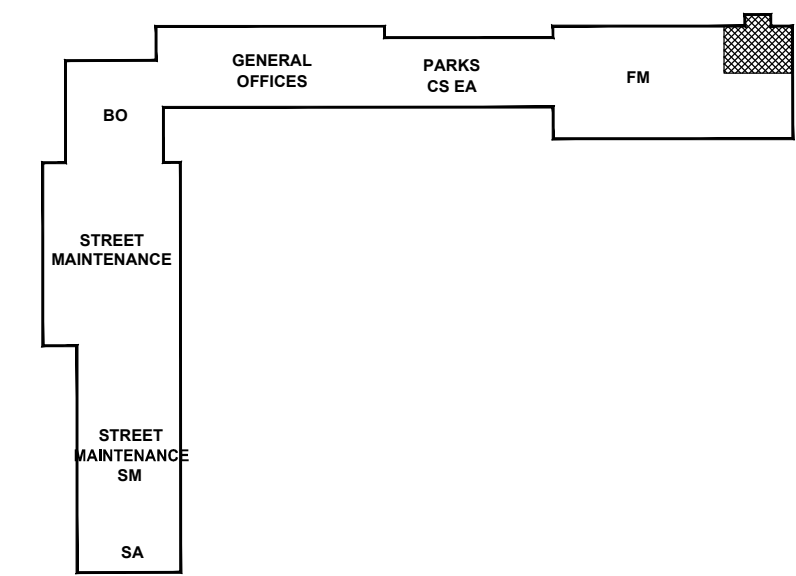 GENERAL
OFFICES
PARKS
CS EA
FM
BO
STREET
MAINTENANCE
STREET
MAINTENANCE
SM
SA